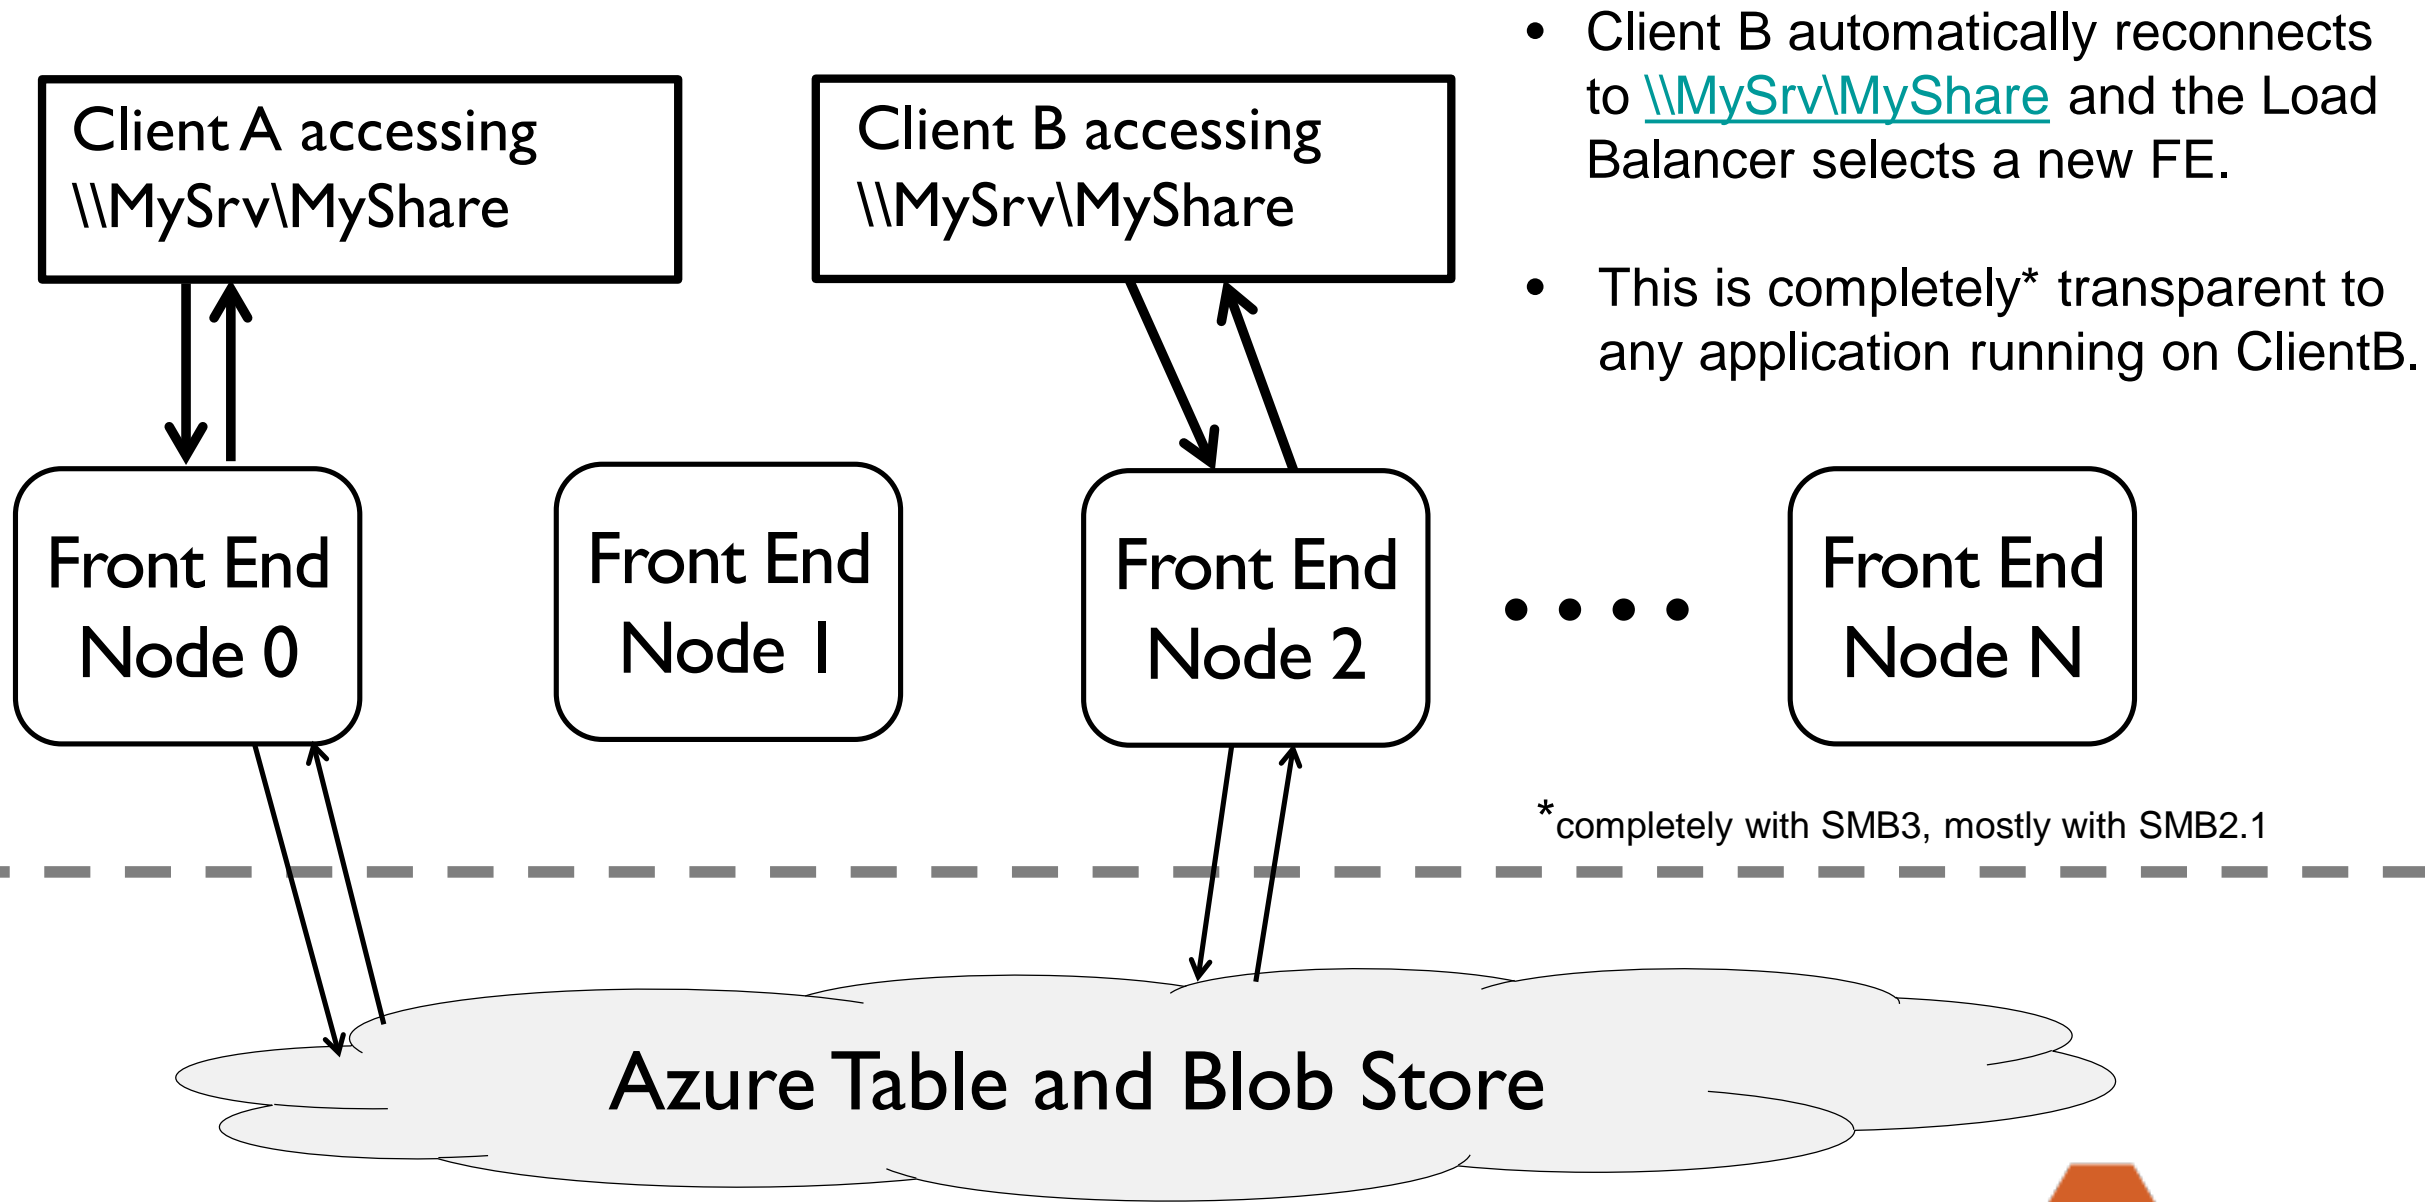 Client A accessing
\\MySrv\MyShare
Client B accessing
\\MySrv\MyShare
• Client B automatically reconnects
to \\MySrv\MyShare and the Load
Balancer selects a new FE.
• This is completely* transparent to
any application running on ClientB.
Front End
Node 0
Front End
Node 1
Front End
Node 2
• • • •
Front End
Node N
*completely with SMB3, mostly with SMB2.1
Azure Table and Blob Store